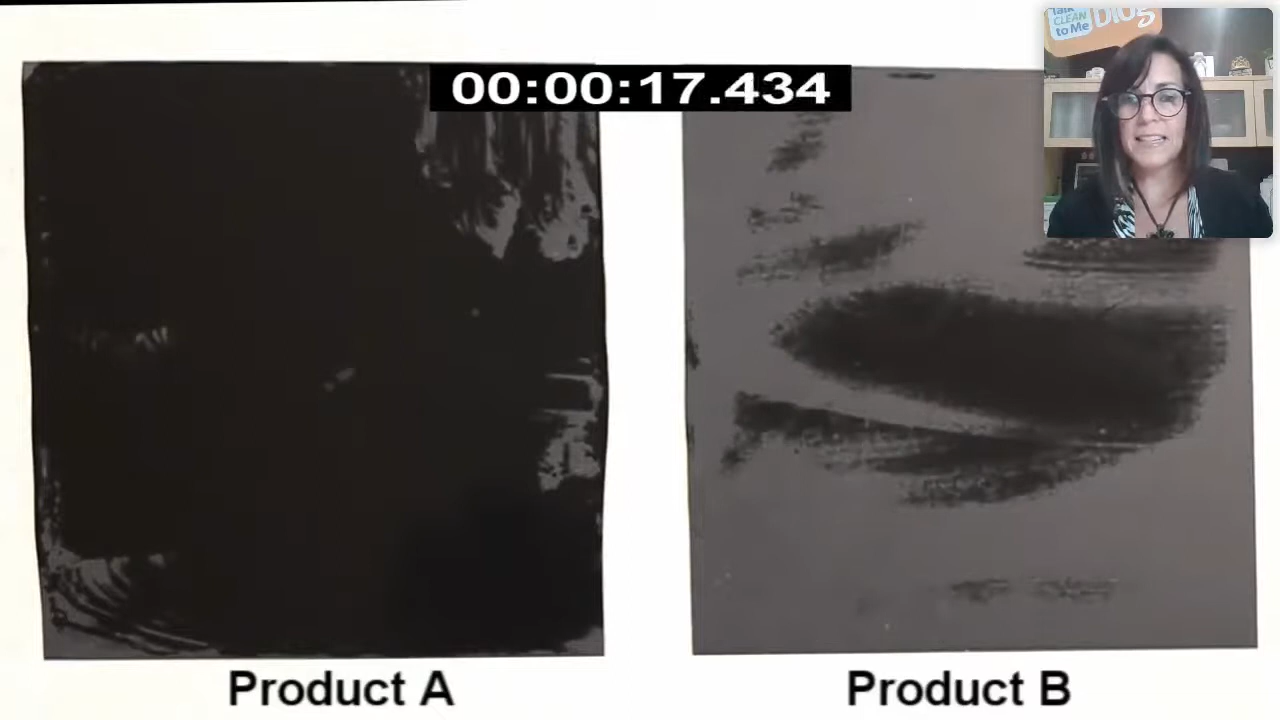 00:00:17.434
Talk
CLEAN
to Me
Blog
Product A
Product B